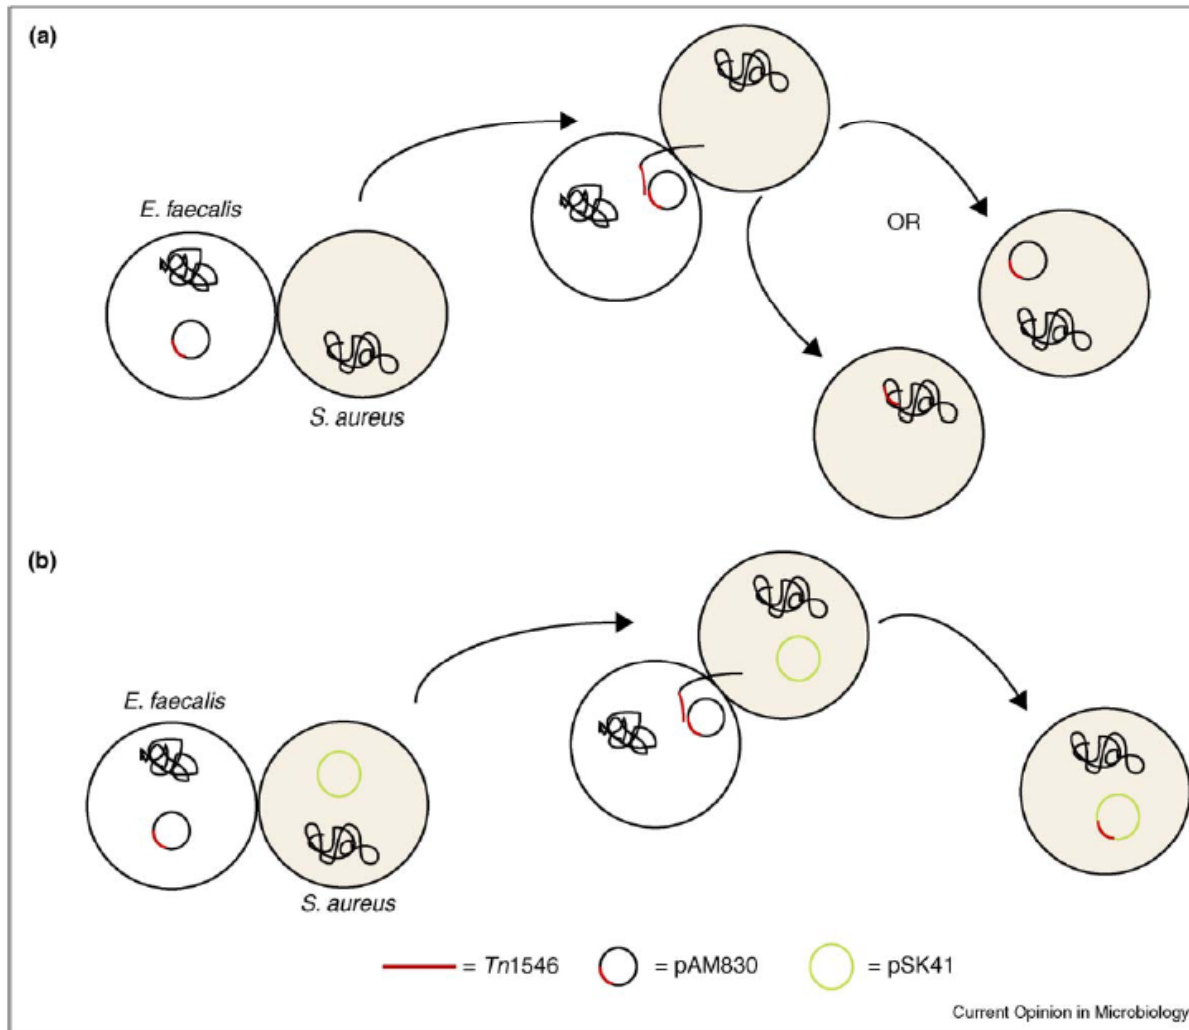 (a)
E. faecalis
S. aureus
OR
(b)
E. faecalis
S. aureus
= Tn1546
= pAM830
= pSK41
Current Opinion in Microbiology